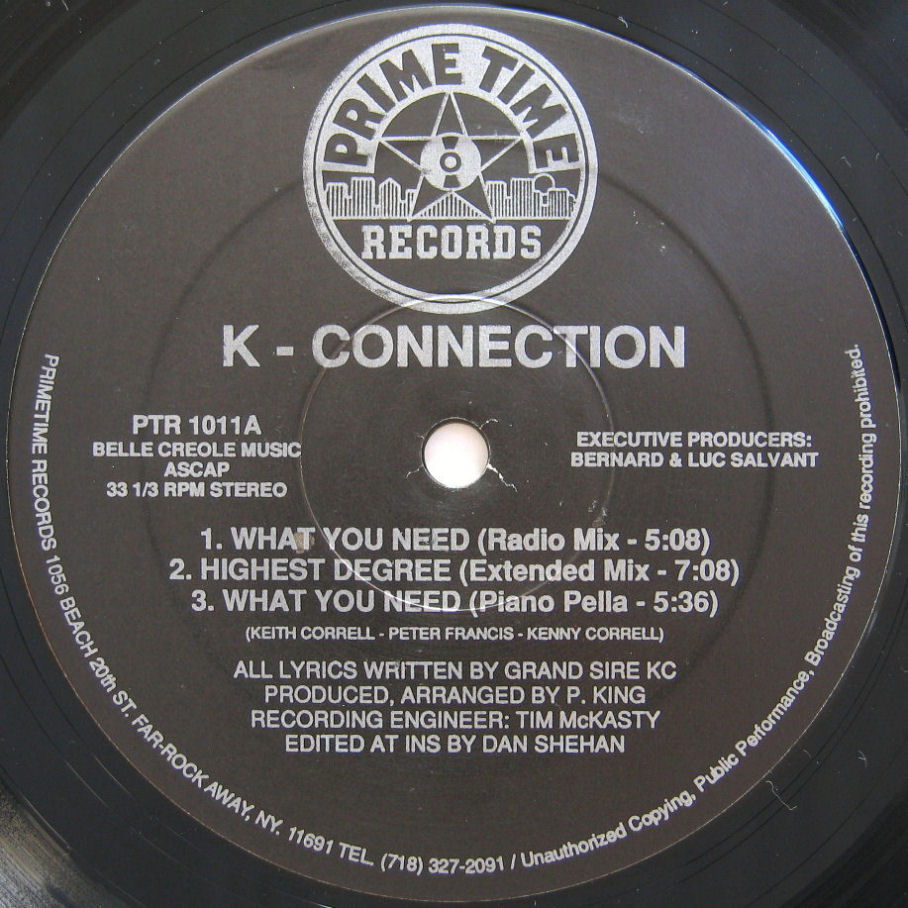 PRIME TIME
RECORDS
K - CONNECTION
PTR 1011A
BELLE CREOLE MUSIC
ASCAP
33 1/3 RPM STEREO
EXECUTIVE PRODUCERS:
BERNARD & LUC SALVANT
1. WHAT YOU NEED (Radio Mix - 5:08)
2. HIGHEST DEGREE (Extended Mix - 7:08)
3. WHAT YOU NEED (Piano Pella - 5:36)
(KEITH CORRELL - PETER FRANCIS - KENNY CORRELL)
ALL LYRICS WRITTEN BY GRAND SIRE KC
PRODUCED, ARRANGED BY P. KING
RECORDING ENGINEER: TIM McKASTY
EDITED AT INS BY DAN SHEHAN
PRIMETIME RECORDS 1056 BEACH 20th ST. FAR-ROCK AWAY, NY. 11691 TEL. (718) 327-2091 / Unauthorized Copying, Public Performance, Broadcasting of this recording prohibited.